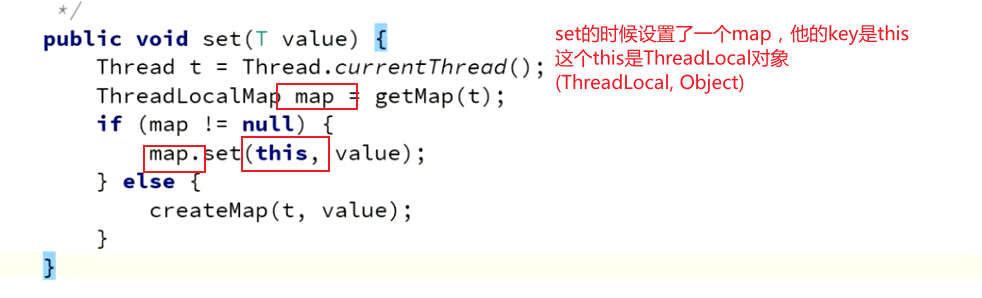 */
public void set(T value) {
set的时候设置了一个map，他的key是this
Thread t = Thread.currentThread();
这个this是ThreadLocal对象
(ThreadLocal, Object)
ThreadLocalMap map = getMap(t);
if (map != null) {
map.set(this, value);
} else {
createMap(t, value);
}
}